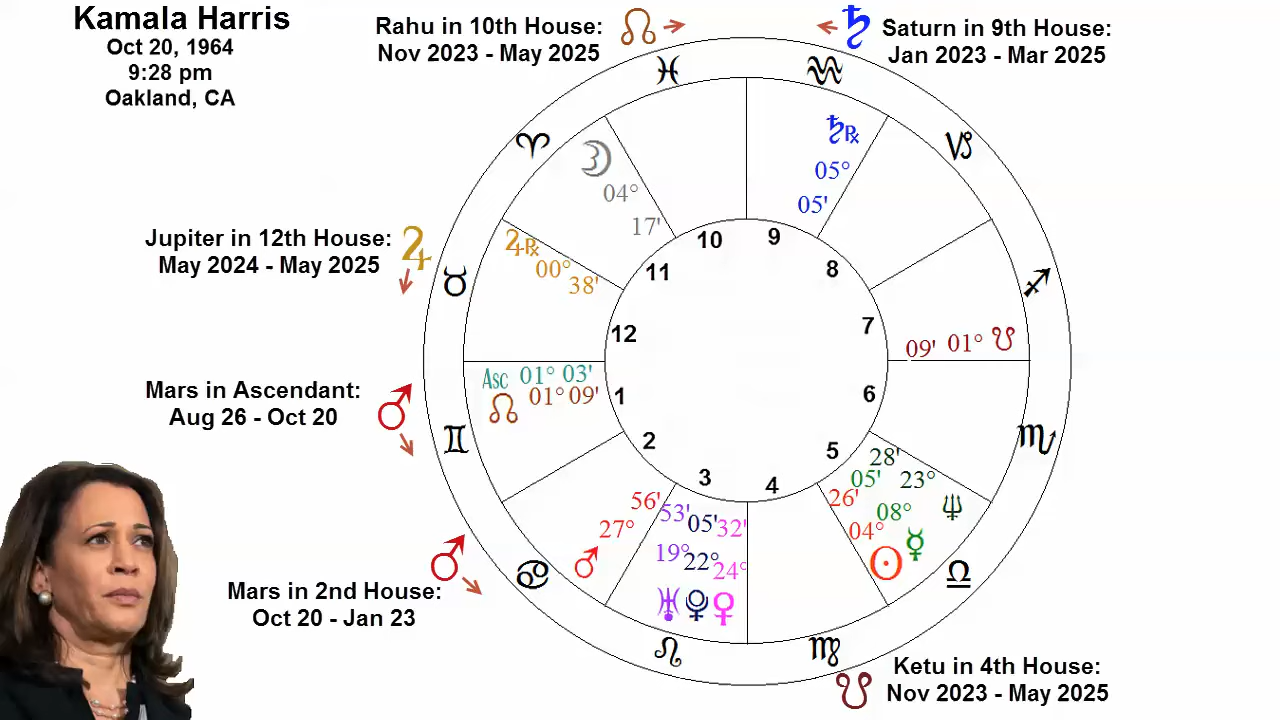 Kamala Harris
Oct 20, 1964
9:28 pm
Oakland, CA
Rahu in 10th House: ☊
Nov 2023 - May 2025
♄ Saturn in 9th House:
Jan 2023 - Mar 2025
♓ ♒
♈ ♑
☽ 04° 17'
♄℞ 05° 05'
Jupiter in 12th House: ♃
May 2024 - May 2025
♃℞ 00° 38'
♉ ♐
10 9
11 8
12 7
09' 01° ☋
Mars in Ascendant: ♂
Aug 26 - Oct 20
Asc 01° 03'
☊ 01° 09'
1 6
♊ ♏
2 5
3 4
56' 27° ♂
53' 19° ♅
05' 22° ♇
32' 24° ♀
26' 04° ☉
05' 08° ☿
28' 23° ♆
Mars in 2nd House: ♂
Oct 20 - Jan 23
♋ ♎
♌ ♍
Ketu in 4th House: ☋
Nov 2023 - May 2025